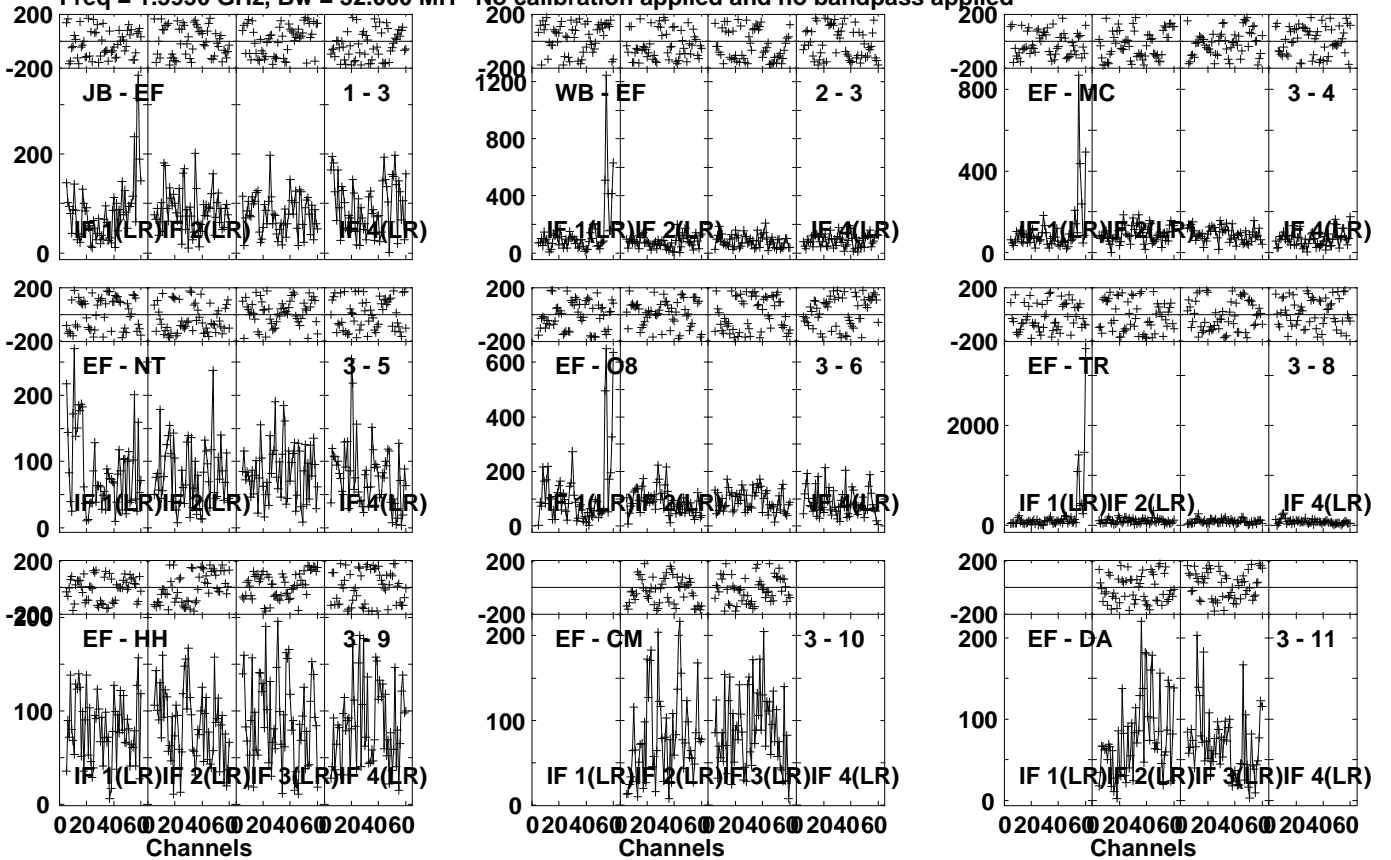 Freq = 1.5950 GHz, Bw = 32.000 MH No calibration applied and no bandpass applied
200 200 200
-200 -200 -200
JB - EF 1 - 3 WB - EF 2 - 3 EF - MC 3 - 4
1200 800
200 800 400
400
0 0 0
IF 1(LR) IF 2(LR) IF 4(LR) IF 1(LR) IF 2(LR) IF 4(LR) IF 1(LR) IF 2(LR) IF 4(LR)
200 200 200
-200 -200 -200
EF - NT 3 - 5 EF - O8 3 - 6 EF - TR 3 - 8
200 600 2000
100 400
200
0 0 0
IF 1(LR) IF 2(LR) IF 4(LR) IF 1(LR) IF 2(LR) IF 4(LR) IF 1(LR) IF 2(LR) IF 4(LR)
200 200 200
-200 -200 -200
200 200 200
EF - HH 3 - 9 EF - CM 3 - 10 EF - DA 3 - 11
100 100 100
IF 1(LR) IF 2(LR) IF 3(LR) IF 4(LR) IF 1(LR) IF 2(LR) IF 3(LR) IF 4(LR) IF 1(LR) IF 2(LR) IF 3(LR) IF 4(LR)
0 0 0
0 20 40 60 0 20 40 60 0 20 40 60 0 20 40 60 0 20 40 60 0 20 40 60 0 20 40 60 0 20 40 60 0 20 40 60 0 20 40 60 0 20 40 60 0 20 40 60
Channels Channels Channels